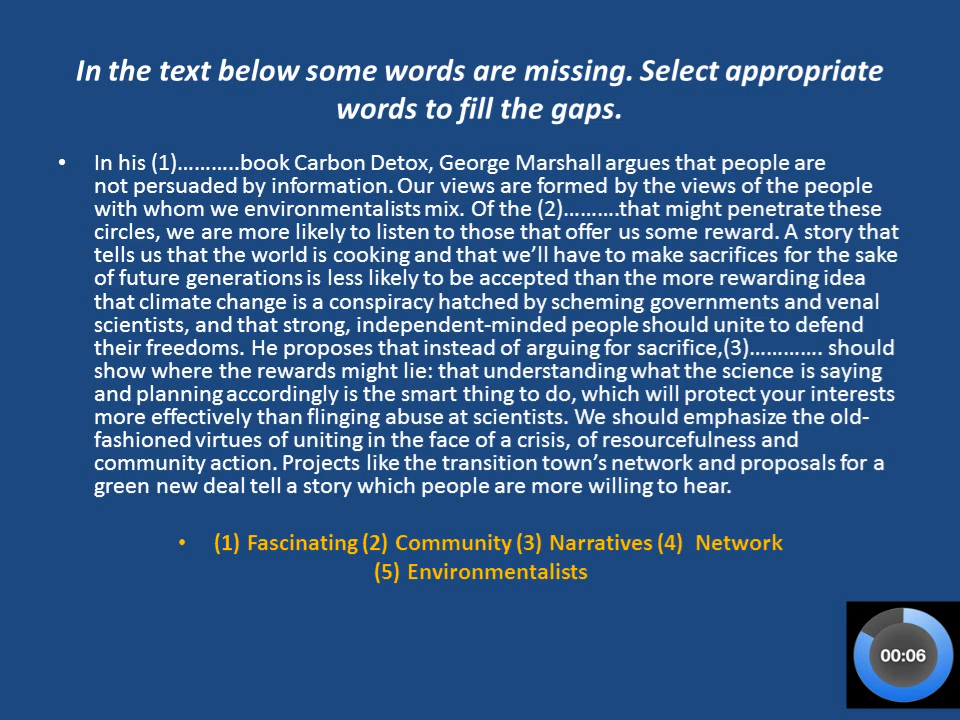 In the text below some words are missing. Select appropriate
words to fill the gaps.
• In his (1)………..book Carbon Detox, George Marshall argues that people are
not persuaded by information. Our views are formed by the views of the people
with whom we environmentalists mix. Of the (2)……….that might penetrate these
circles, we are more likely to listen to those that offer us some reward. A story that
tells us that the world is cooking and that we’ll have to make sacrifices for the sake
of future generations is less likely to be accepted than the more rewarding idea
that climate change is a conspiracy hatched by scheming governments and venal
scientists, and that strong, independent-minded people should unite to defend
their freedoms. He proposes that instead of arguing for sacrifice,(3)…………. should
show where the rewards might lie: that understanding what the science is saying
and planning accordingly is the smart thing to do, which will protect your interests
more effectively than flinging abuse at scientists. We should emphasize the old-
fashioned virtues of uniting in the face of a crisis, of resourcefulness and
community action. Projects like the transition town’s network and proposals for a
green new deal tell a story which people are more willing to hear.
• (1) Fascinating (2) Community (3) Narratives (4) Network
(5) Environmentalists
00:06